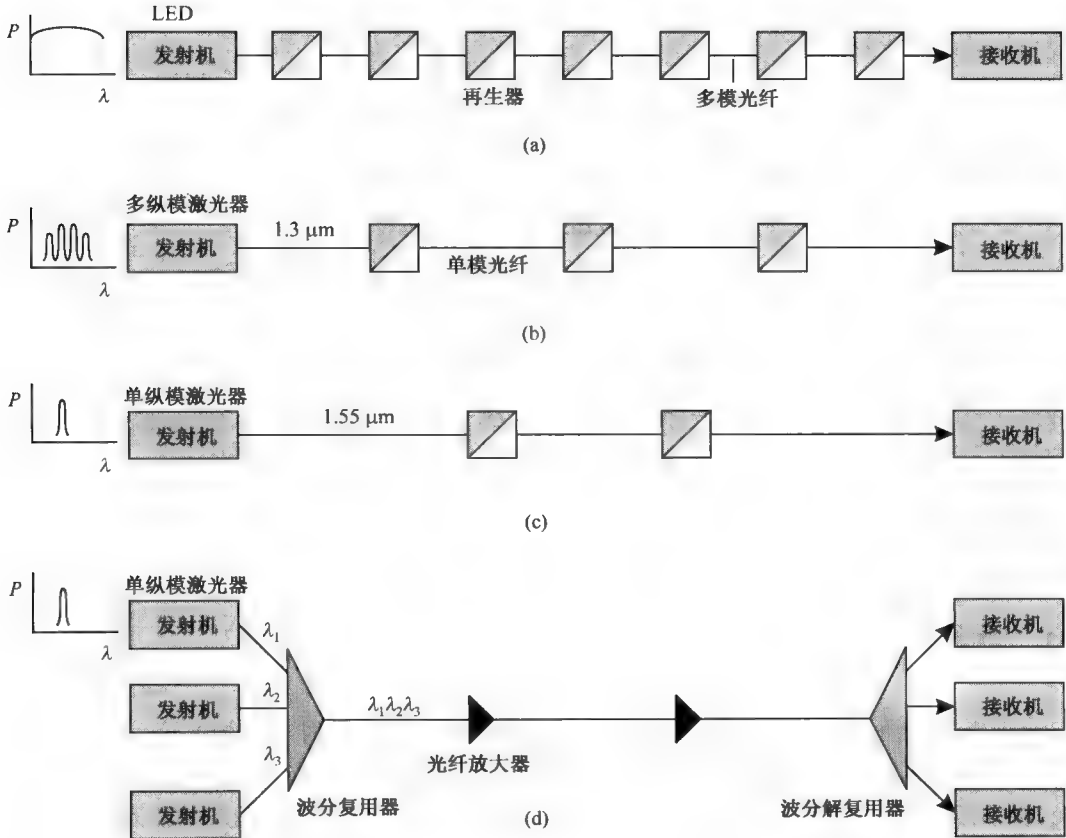 LED
P
发射机
接收机
λ
再生器
多模光纤
(a)
多纵模激光器
P
发射机
1.3 μm
接收机
λ
单模光纤
(b)
单纵模激光器
P
发射机
1.55 μm
接收机
λ
(c)
单纵模激光器
P
发射机
接收机
λ
λ₁
发射机
λ₂
λ₁λ₂λ₃
接收机
光纤放大器
λ₃
发射机
波分复用器
波分解复用器
接收机
(d)